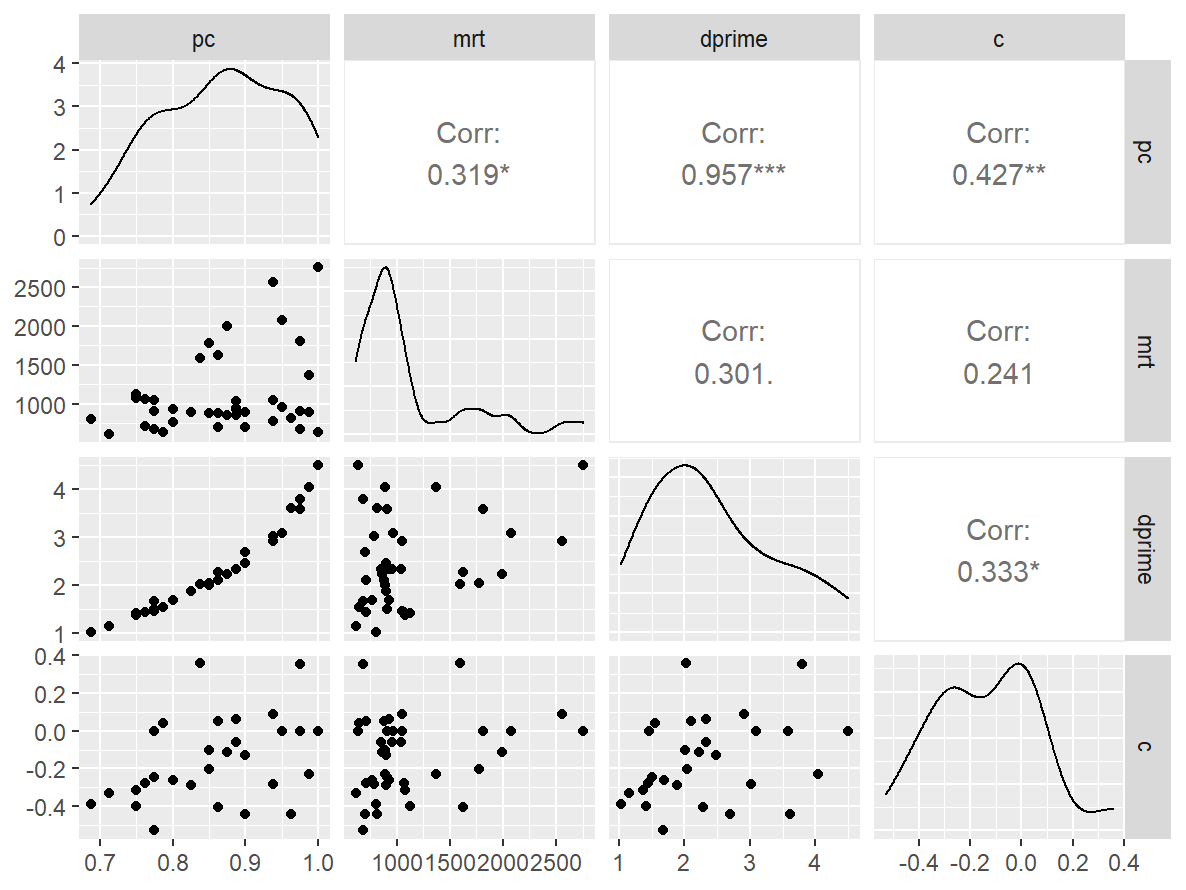 pc mrt dprime c
4
3
2
1
0
Corr:
0.319*
Corr:
0.957***
Corr:
0.427**
pc
2500
2000
1500
1000
Corr:
0.301.
Corr:
0.241
mrt
4
3
2
1
Corr:
0.333*
dprime
0.4
0.2
0.0
-0.2
-0.4
c
0.7 0.8 0.9 1.0
1000 1500 2000 2500
1 2 3 4
-0.4 -0.2 0.0 0.2 0.4